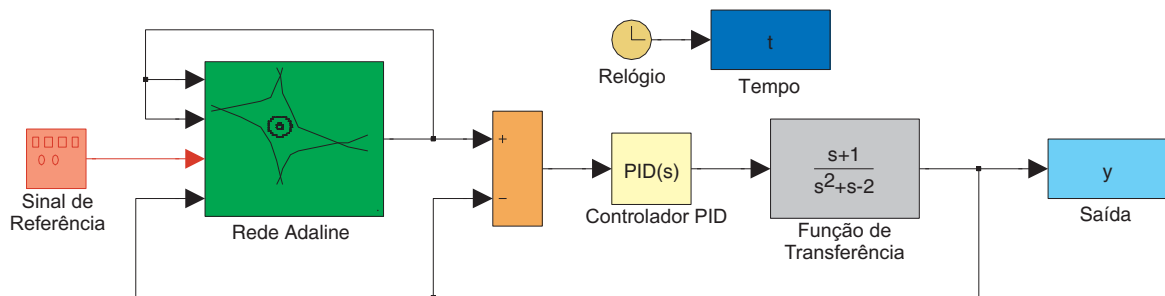 t
Relógio
Tempo
+
−
PID(s)
s+1
s²+s-2
y
Sinal de
Referência
Rede Adaline
Controlador PID
Função de
Transferência
Saída